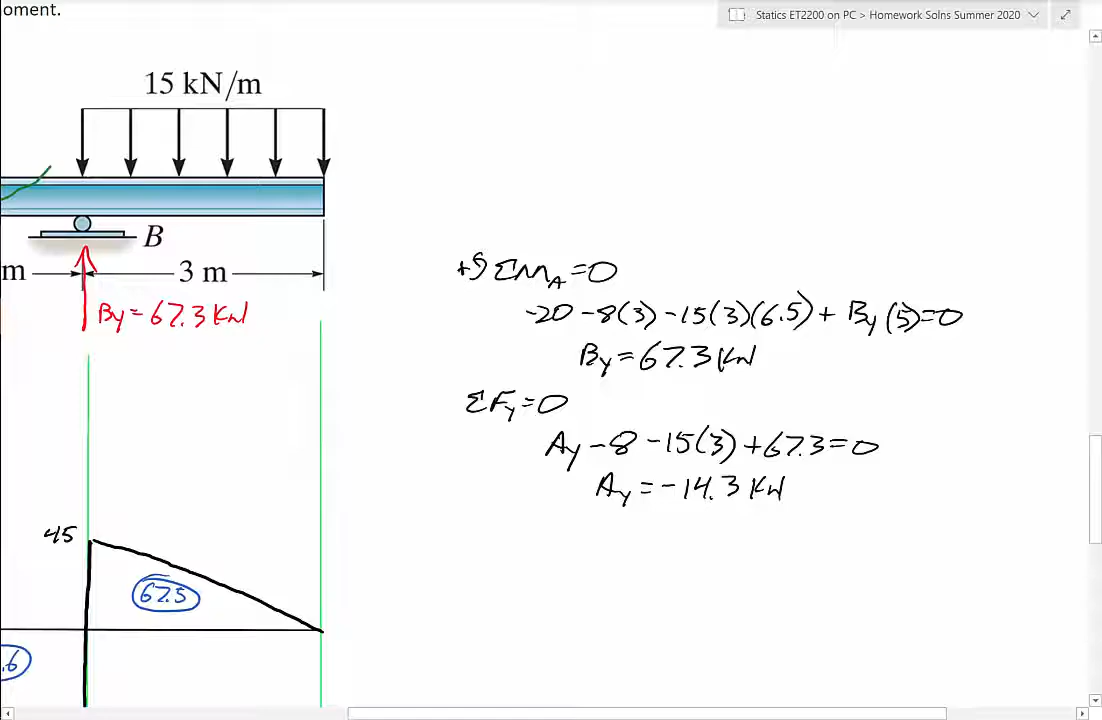 oment.
Statics ET2200 on PC > Homework Solns Summer 2020
15 kN/m
B
m
3 m
By = 67.3 KN
+↺ ΣM_A = 0
-20 - 8(3) - 15(3)(6.5) + By (5) = 0
By = 67.3 KN
ΣFy = 0
Ay - 8 - 15(3) + 67.3 = 0
Ay = -14.3 KN
45
67.5
.6